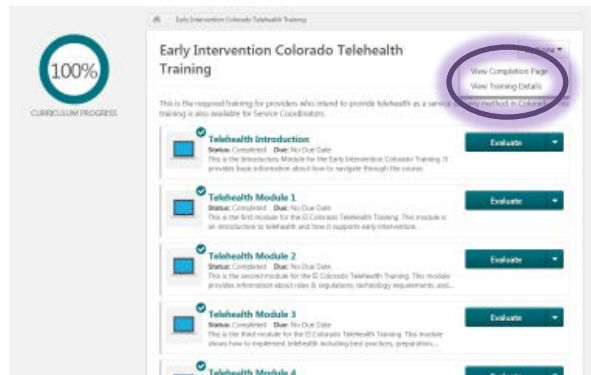 Early Intervention Colorado Telehealth Training
Early Intervention Colorado Telehealth
Training
100%
CURRICULUM PROGRESS
View Completion Page
View Training Details
This is the required training for providers who intend to provide telehealth as a service method in Colorado.
training is also available for Service Coordinators.
Telehealth Introduction
Status: Completed Due: No Due Date
This is the Introductory Module for the Early Intervention Colorado Training. It
provides basic information about how to navigate through the course.
Evaluate
Telehealth Module 1
Status: Completed Due: No Due Date
This is the first module for the EI Colorado Telehealth Training. This module is
an introduction to telehealth and how it supports early intervention.
Evaluate
Telehealth Module 2
Status: Completed Due: No Due Date
This is the second module for the EI Colorado Telehealth Training. This module
provides information about rules & regulations, technology requirements, and...
Evaluate
Telehealth Module 3
Status: Completed Due: No Due Date
This is the third module for the EI Colorado Telehealth Training. This module
shows how to implement telehealth including best practices, preparation...
Evaluate
Telehealth Module 4
Evaluate